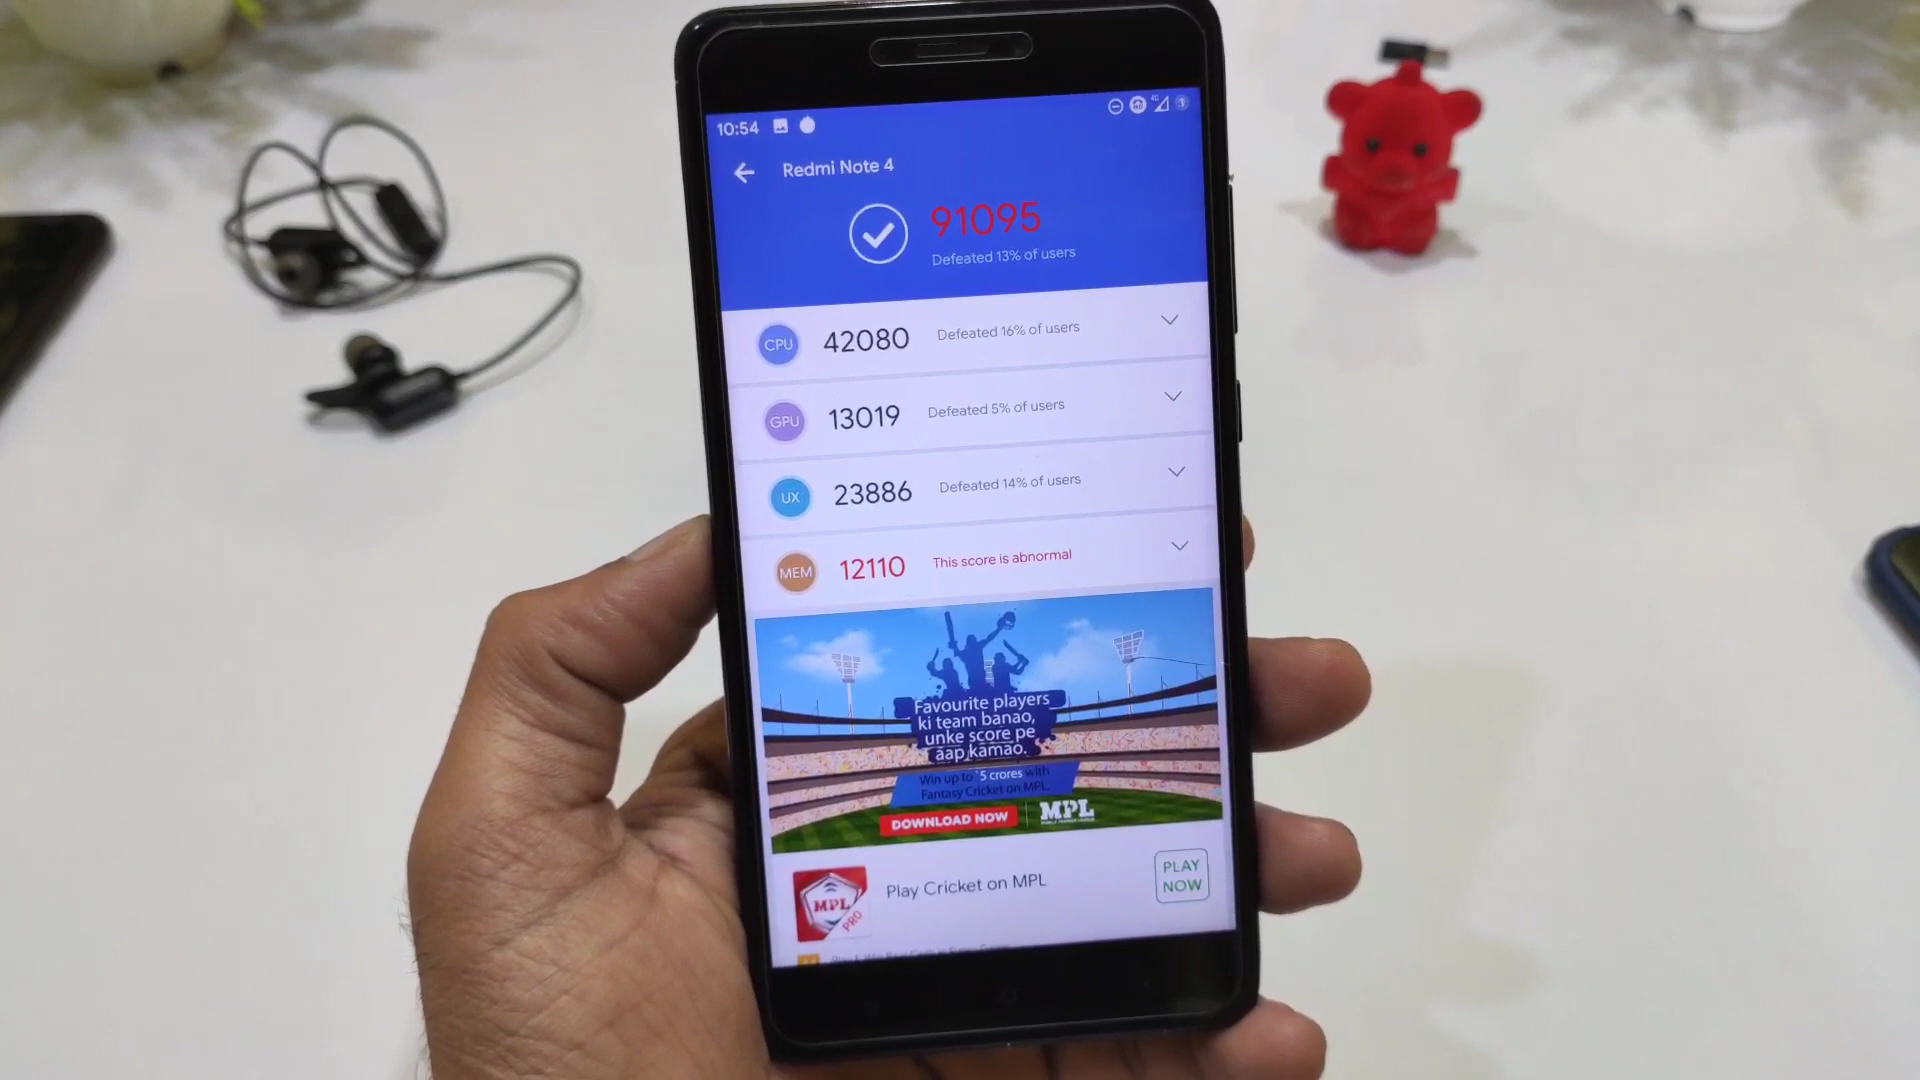 10:54
4G
Redmi Note 4
91095
Defeated 13% of users
CPU 42080 Defeated 16% of users
GPU 13019 Defeated 5% of users
UX 23886 Defeated 14% of users
MEM 12110 This score is abnormal
Favourite players
ki team banao,
unke score pe
aap kamao.
Win up to `5 crores with
Fantasy Cricket on MPL.
DOWNLOAD NOW
MPL
MPL
PRO
Play Cricket on MPL
PLAY
NOW